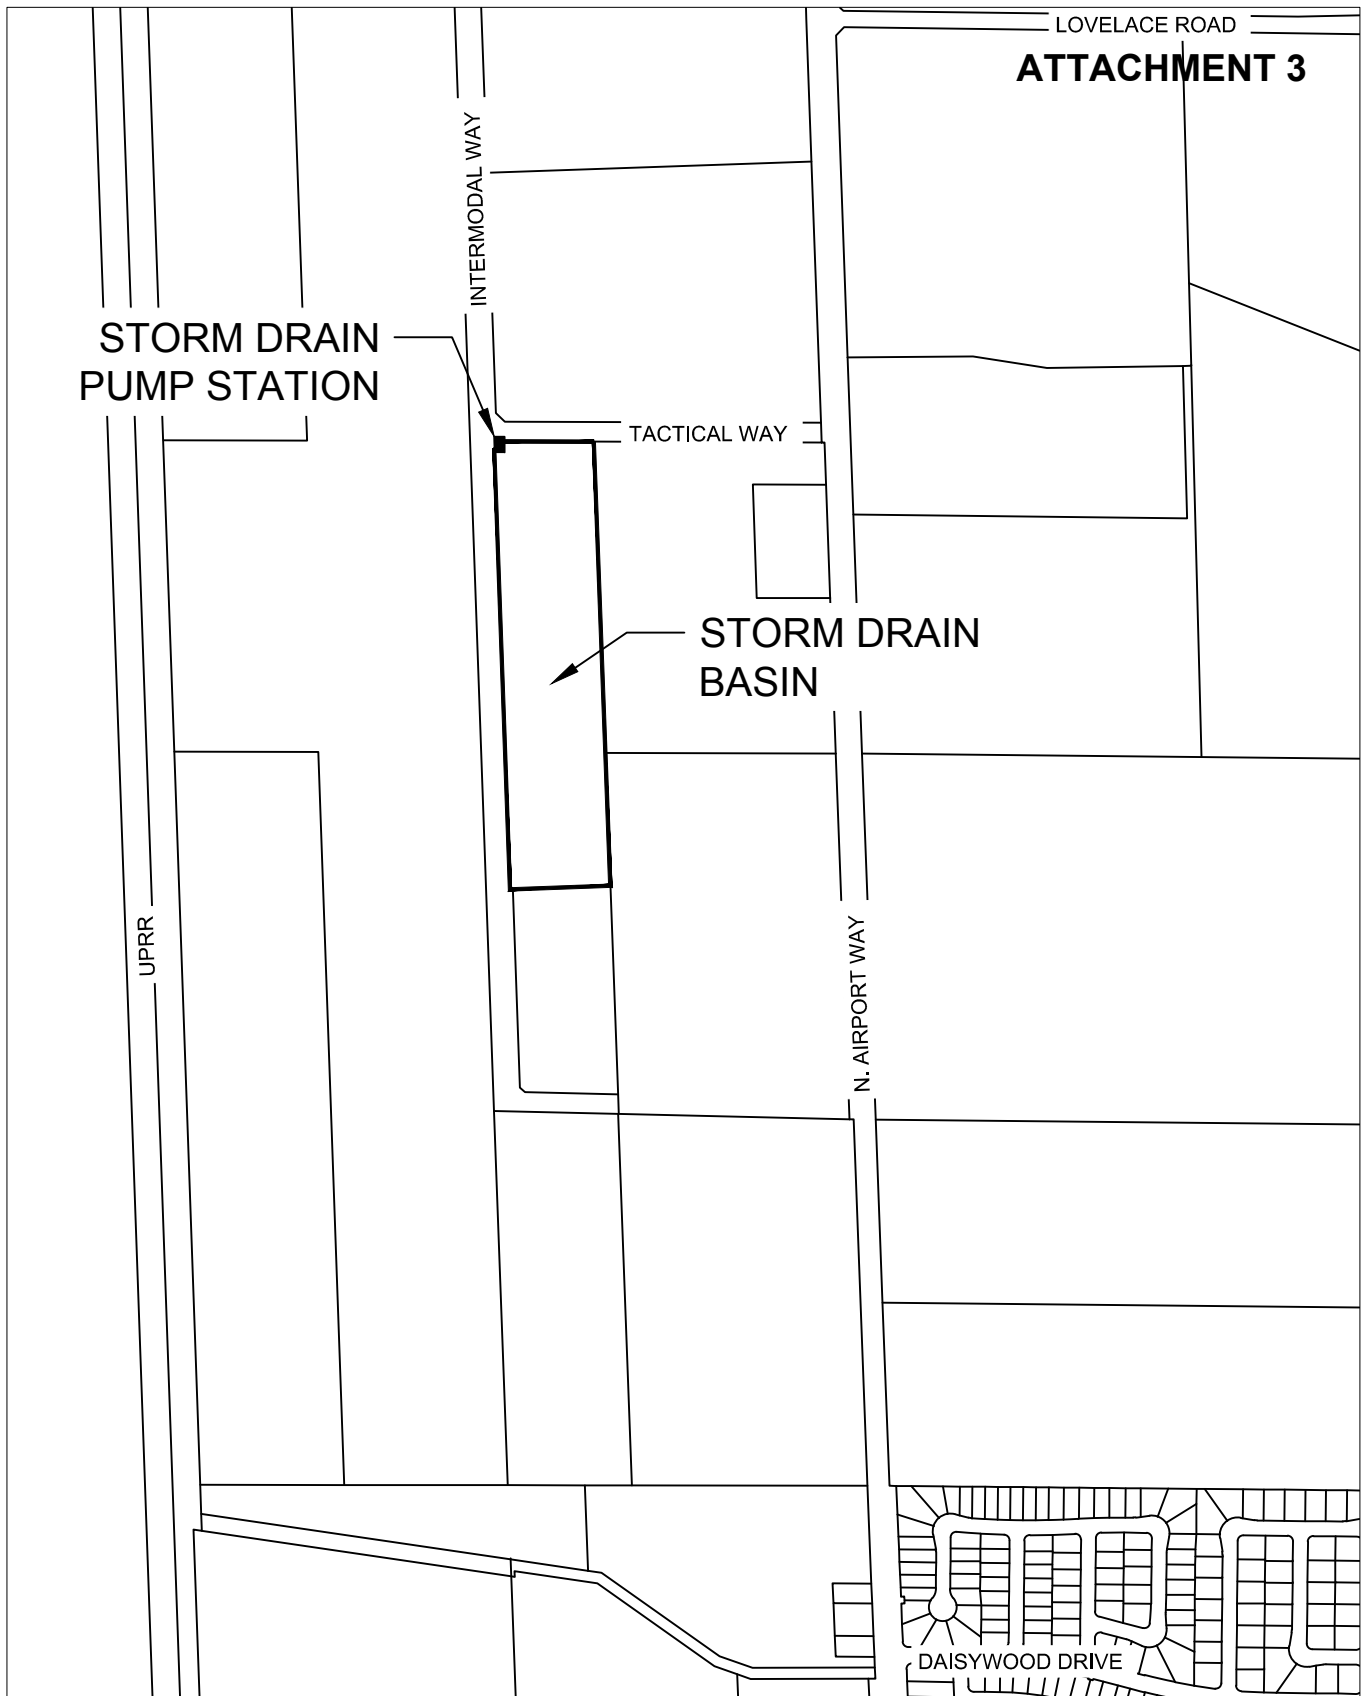 LOVELACE ROAD
ATTACHMENT 3
INTERMODAL WAY
STORM DRAIN
PUMP STATION
TACTICAL WAY
STORM DRAIN
BASIN
UPRR
N. AIRPORT WAY
DAISYWOOD DRIVE